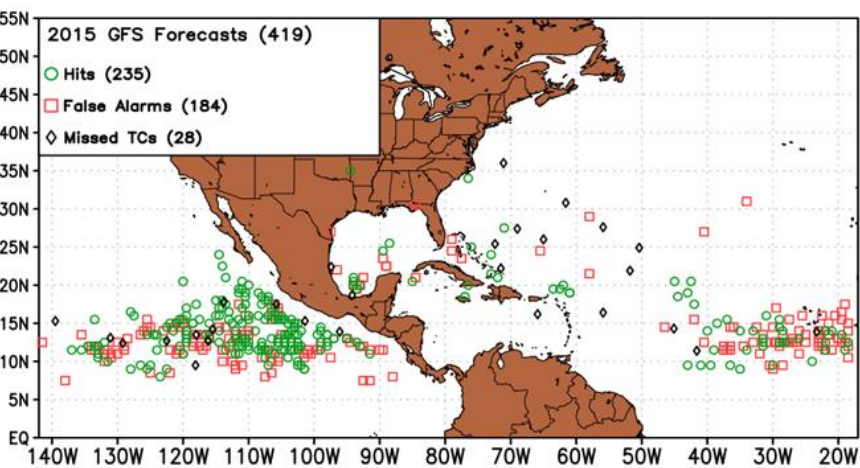 2015 GFS Forecasts (419)
Hits (235)
False Alarms (184)
Missed TCs (28)
55N
50N
45N
40N
35N
30N
25N
20N
15N
10N
5N
EQ
140W 130W 120W 110W 100W 90W 80W 70W 60W 50W 40W 30W 20W